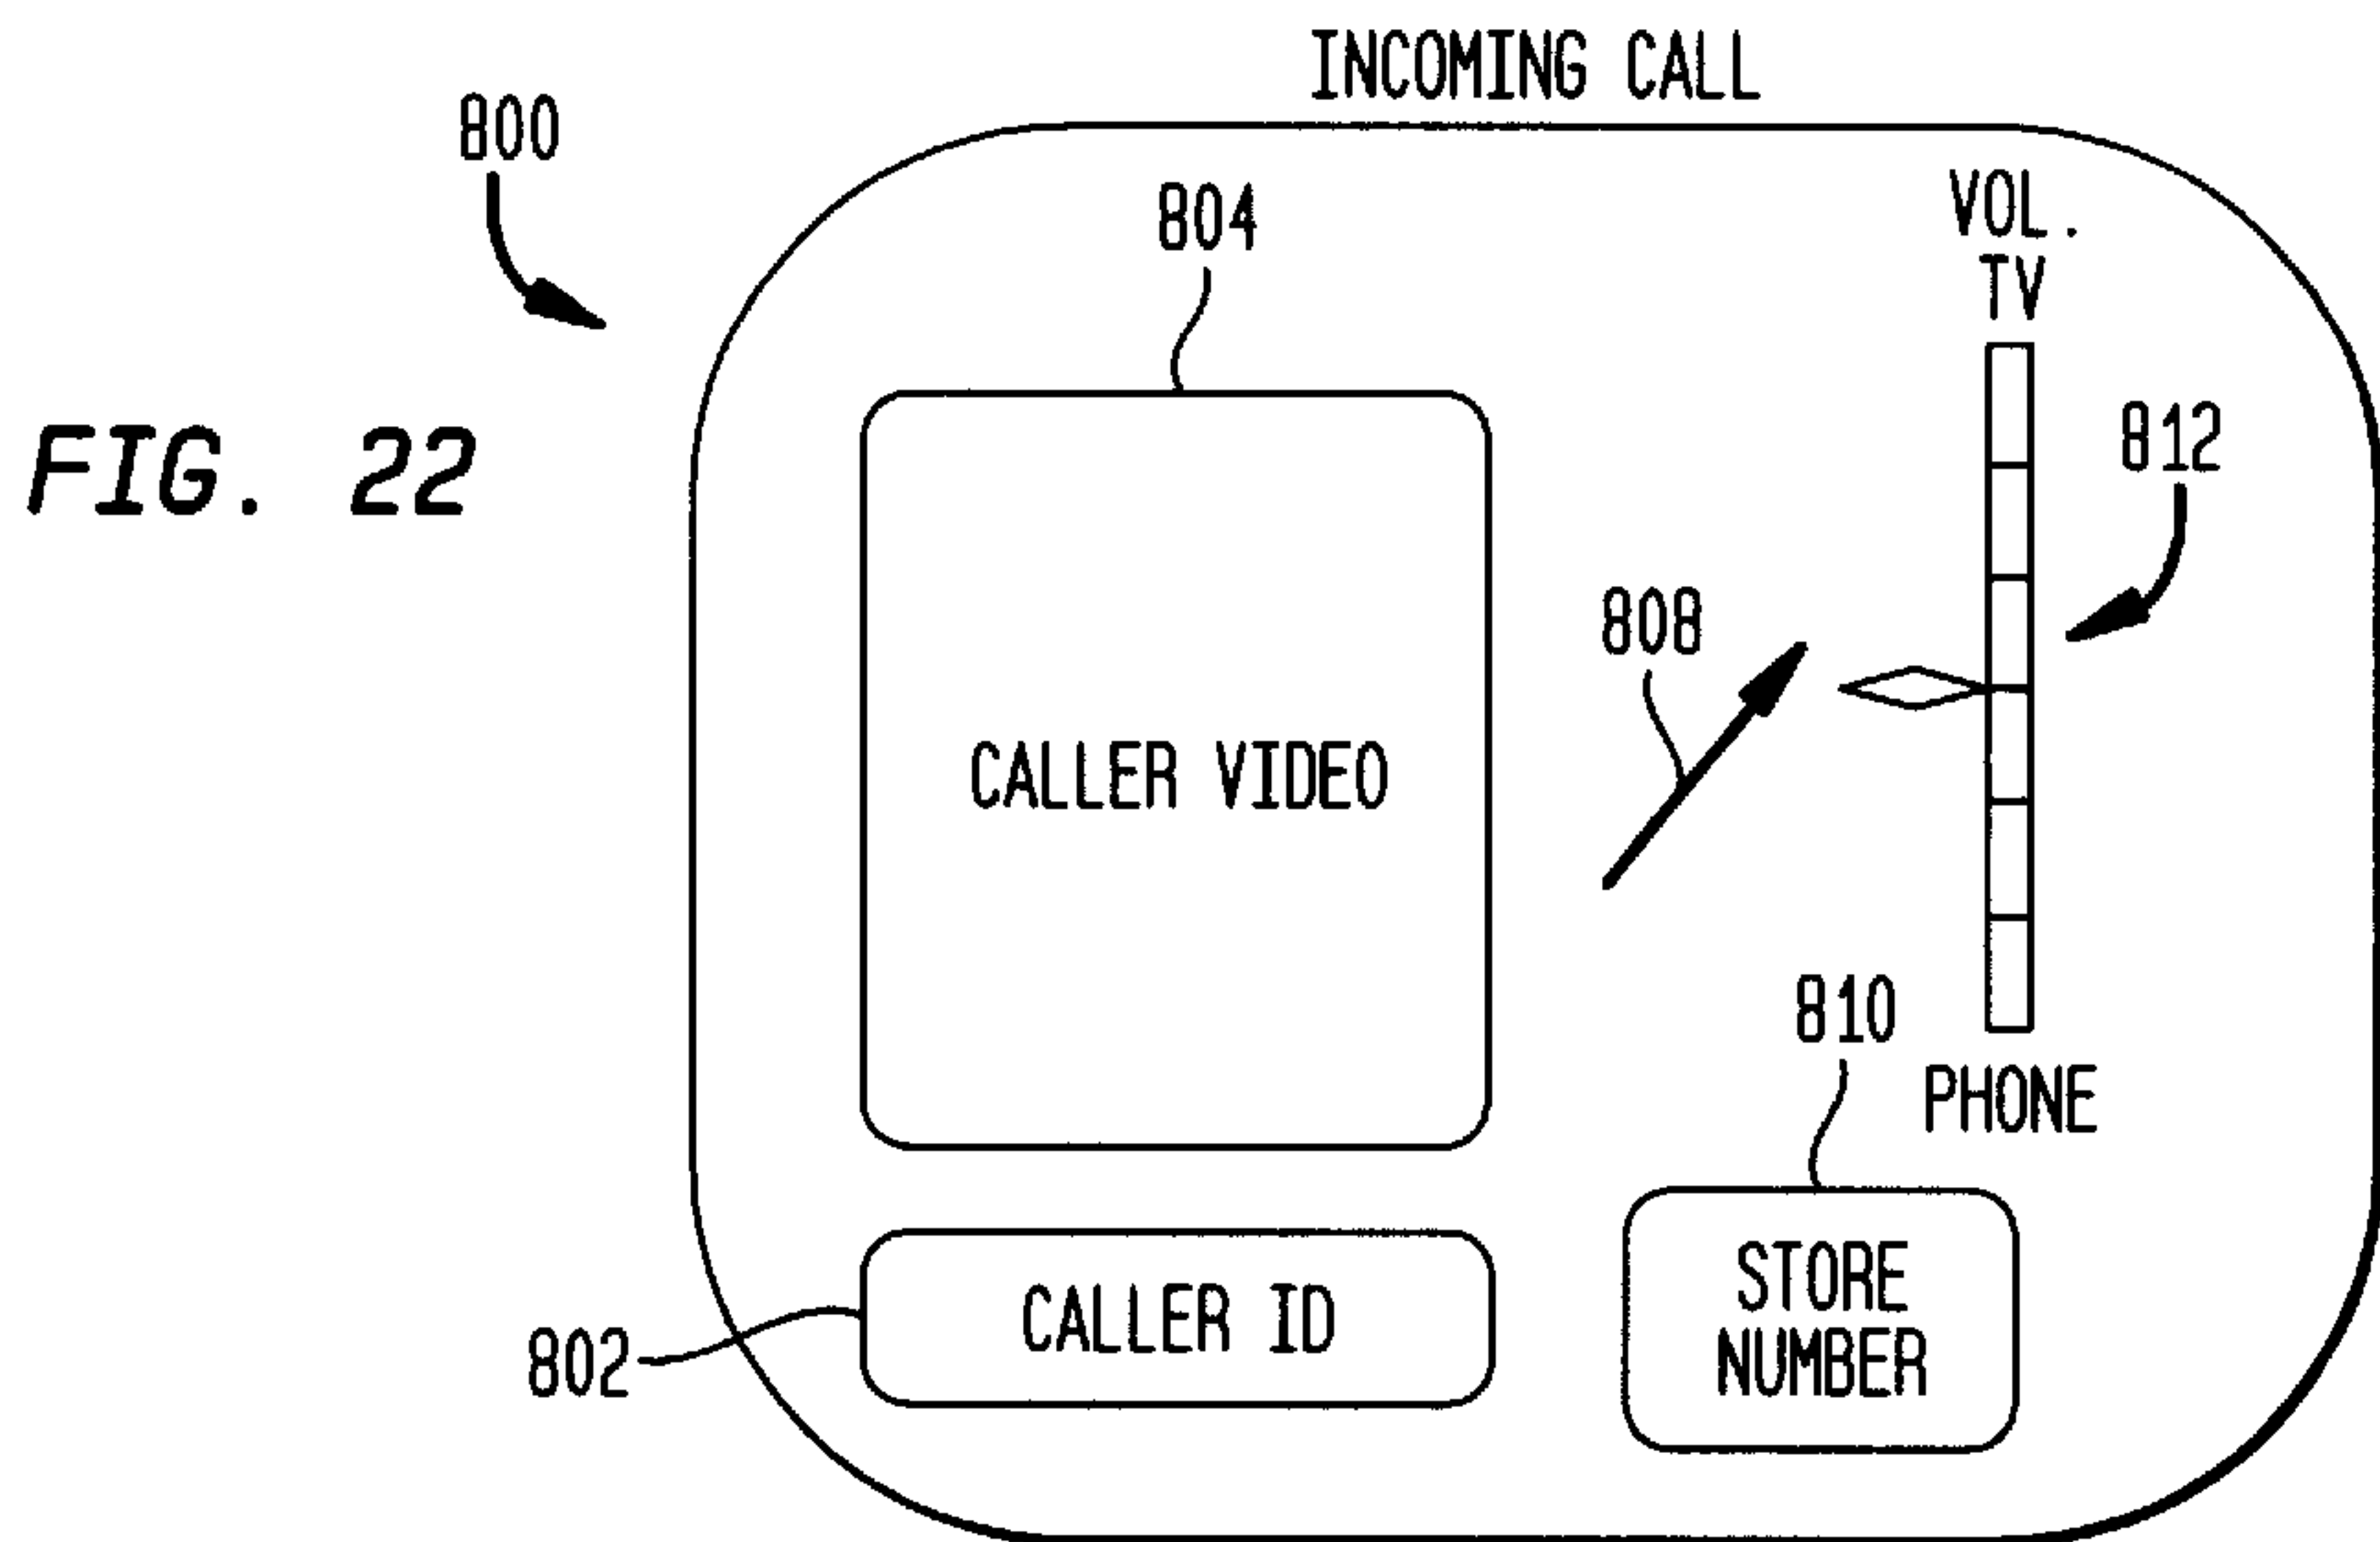 INCOMING CALL
800
804
VOL.
TV
812
FIG. 22
808
CALLER VIDEO
810
PHONE
STORE
NUMBER
CALLER ID
802